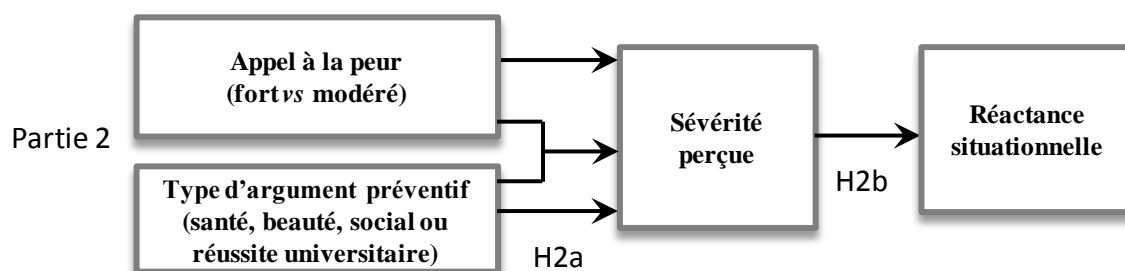 Partie 2
Appel à la peur
(fort vs modéré)
Type d'argument préventif
(santé, beauté, social ou
réussite universitaire)
H2a
Sévérité
perçue
H2b
Réactance
situationnelle